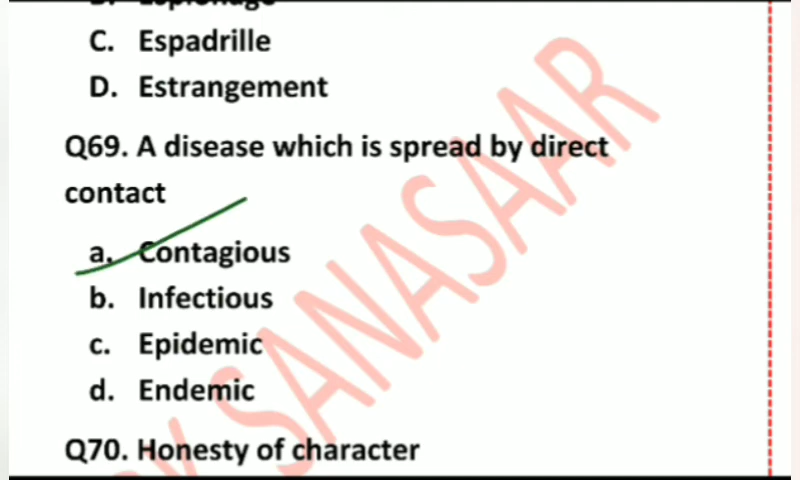 C. Espadrille
D. Estrangement
Q69. A disease which is spread by direct
contact
a. Contagious
b. Infectious
c. Epidemic
d. Endemic
Q70. Honesty of character
SANASAAR